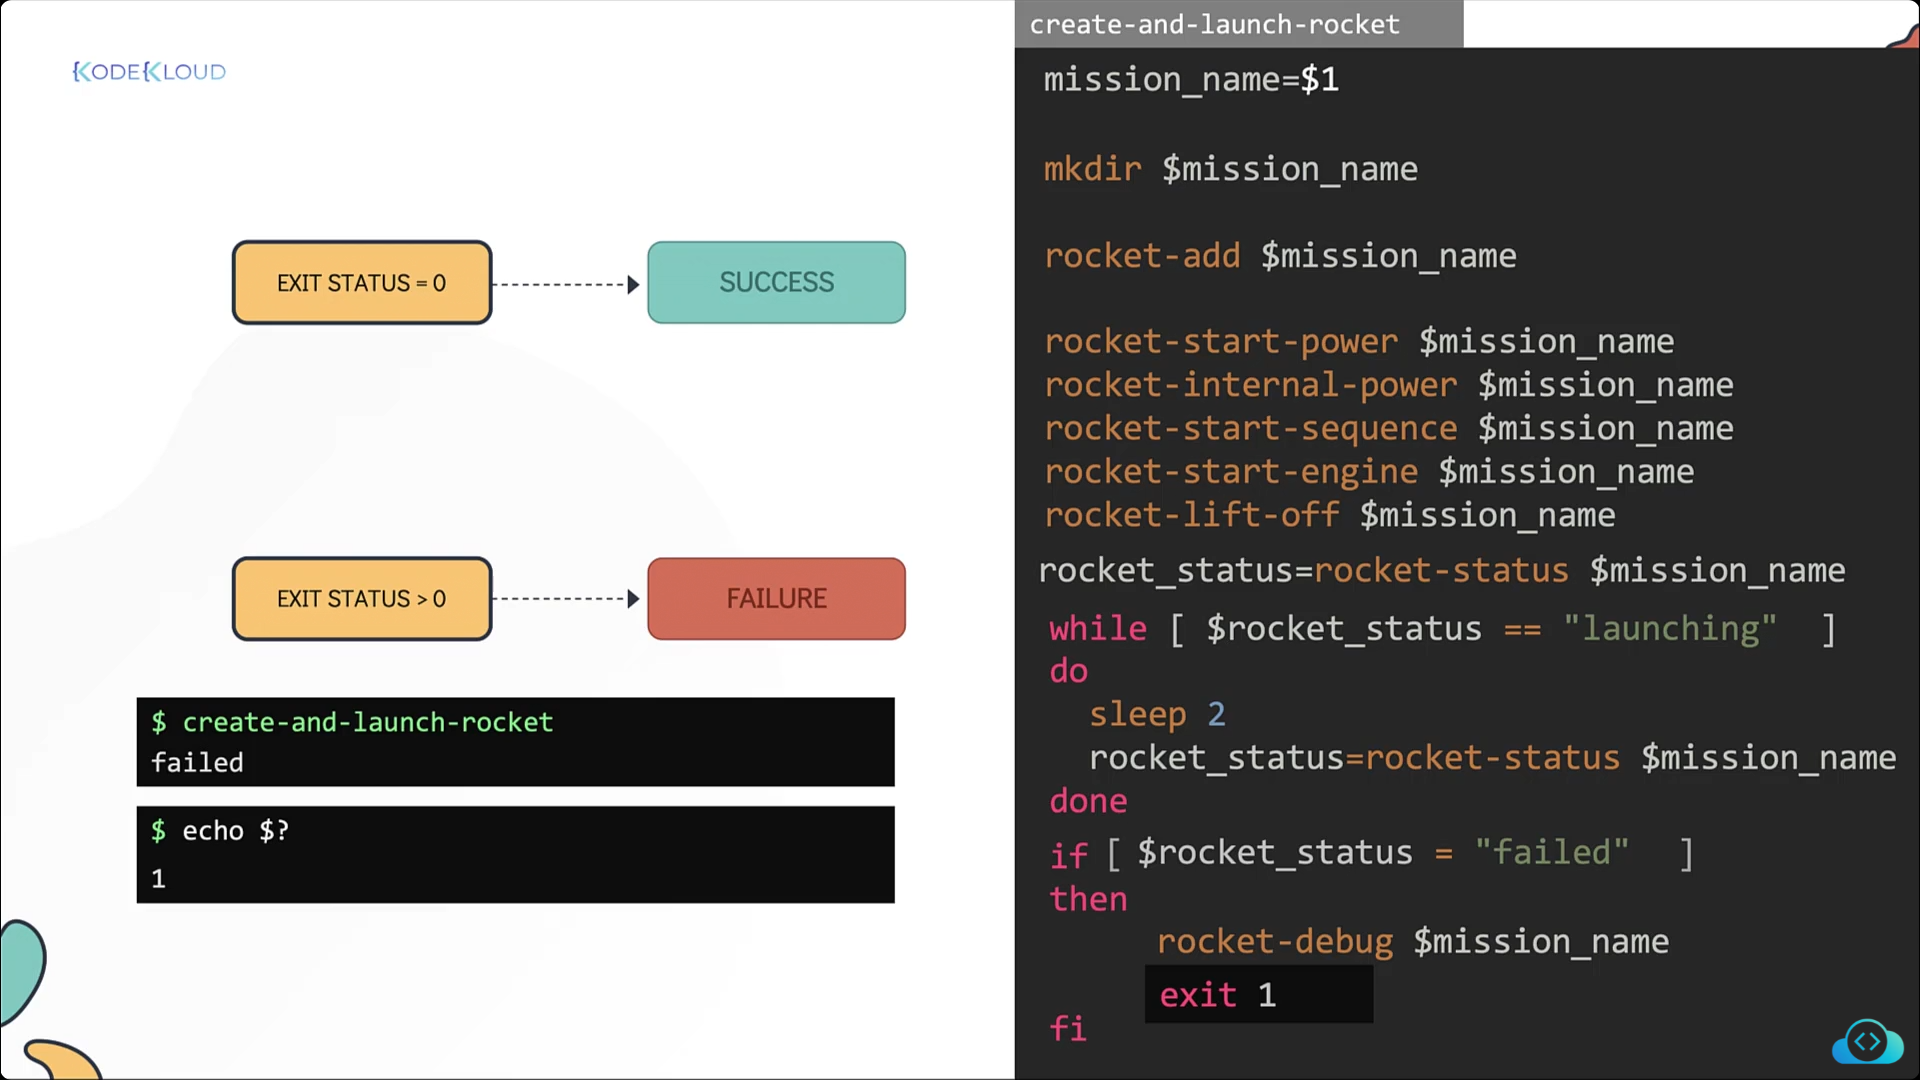 KODEKLOUD
EXIT STATUS = 0
SUCCESS
EXIT STATUS > 0
FAILURE
$ create-and-launch-rocket
failed
$ echo $?
1
create-and-launch-rocket
mission_name=$1
mkdir $mission_name
rocket-add $mission_name
rocket-start-power $mission_name
rocket-internal-power $mission_name
rocket-start-sequence $mission_name
rocket-start-engine $mission_name
rocket-lift-off $mission_name
rocket_status=rocket-status $mission_name
while [ $rocket_status == "launching" ]
do
sleep 2
rocket_status=rocket-status $mission_name
done
if [ $rocket_status = "failed" ]
then
rocket-debug $mission_name
exit 1
fi